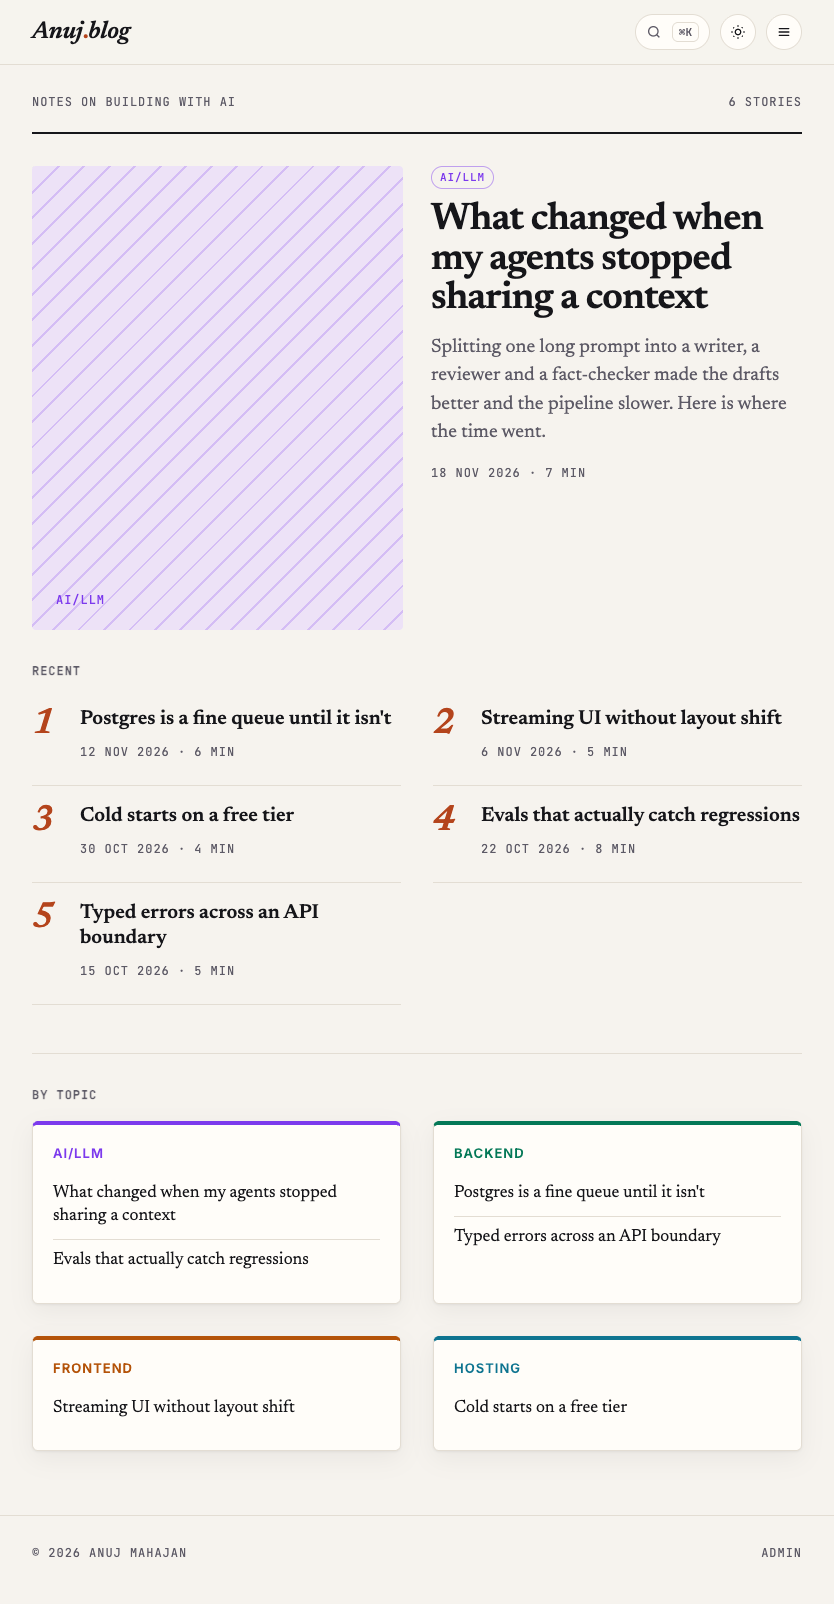 Anuj.blog
⌘K
NOTES ON BUILDING WITH AI
6 STORIES
AI/LLM
AI/LLM
What changed when
my agents stopped
sharing a context
Splitting one long prompt into a writer, a
reviewer and a fact-checker made the drafts
better and the pipeline slower. Here is where
the time went.
18 NOV 2026 · 7 MIN
RECENT
1
Postgres is a fine queue until it isn't
12 NOV 2026 · 6 MIN
2
Streaming UI without layout shift
6 NOV 2026 · 5 MIN
3
Cold starts on a free tier
30 OCT 2026 · 4 MIN
4
Evals that actually catch regressions
22 OCT 2026 · 8 MIN
5
Typed errors across an API
boundary
15 OCT 2026 · 5 MIN
BY TOPIC
AI/LLM
What changed when my agents stopped
sharing a context
Evals that actually catch regressions
BACKEND
Postgres is a fine queue until it isn't
Typed errors across an API boundary
FRONTEND
Streaming UI without layout shift
HOSTING
Cold starts on a free tier
© 2026 ANUJ MAHAJAN
ADMIN